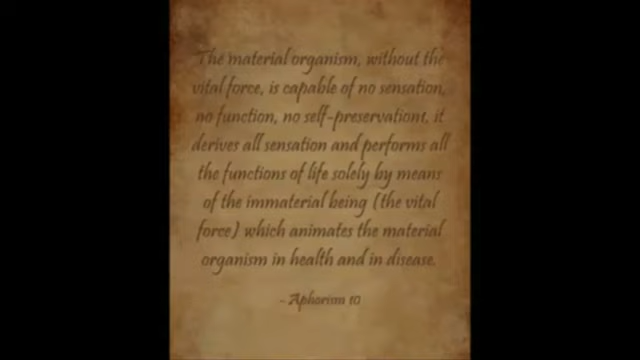 The material organism, without the
vital force, is capable of no sensation,
no function, no self-preservation1, it
derives all sensation and performs all
the functions of life solely by means
of the immaterial being (the vital
force) which animates the material
organism in health and in disease.
- Aphorism 10